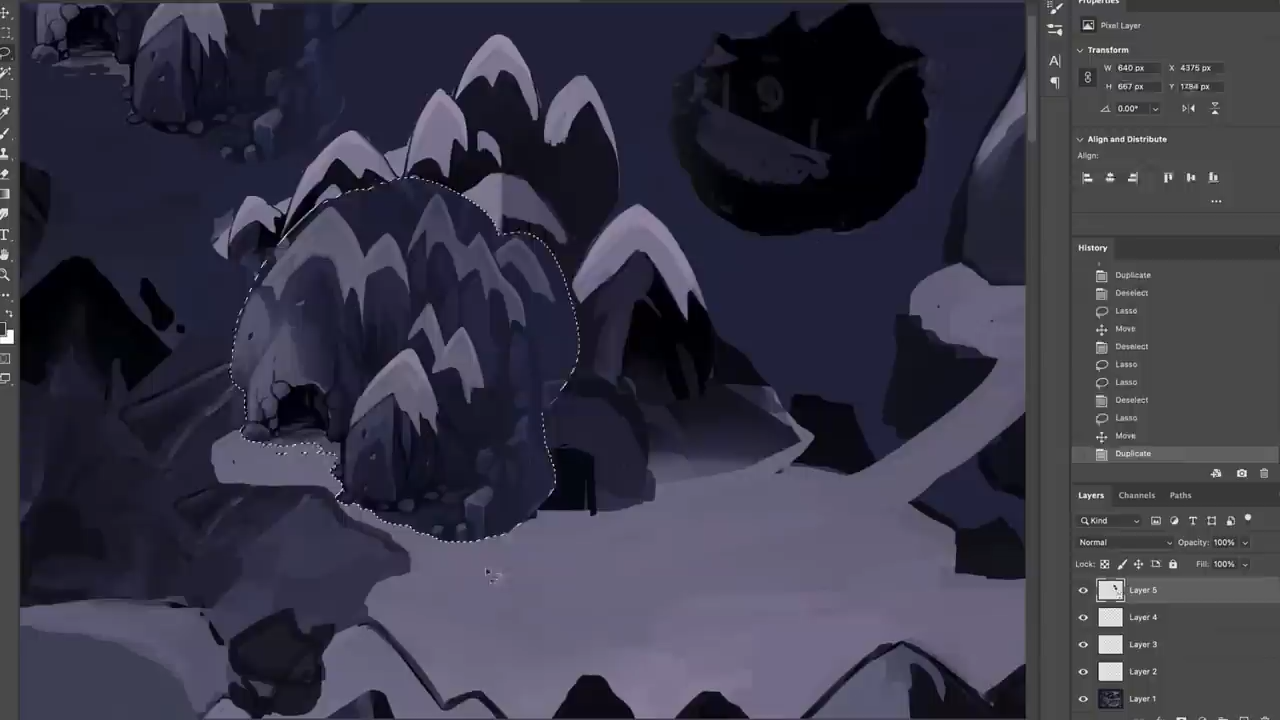 Properties
Pixel Layer
Transform
W 640 px X 4375 px
H 667 px Y 1784 px
0.00°
Align and Distribute
Align:
History
Duplicate
Deselect
Lasso
Move
Deselect
Lasso
Lasso
Deselect
Lasso
Move
Duplicate
Layers Channels Paths
Kind
Normal Opacity: 100%
Lock: Fill: 100%
Layer 5
Layer 4
Layer 3
Layer 2
Layer 1